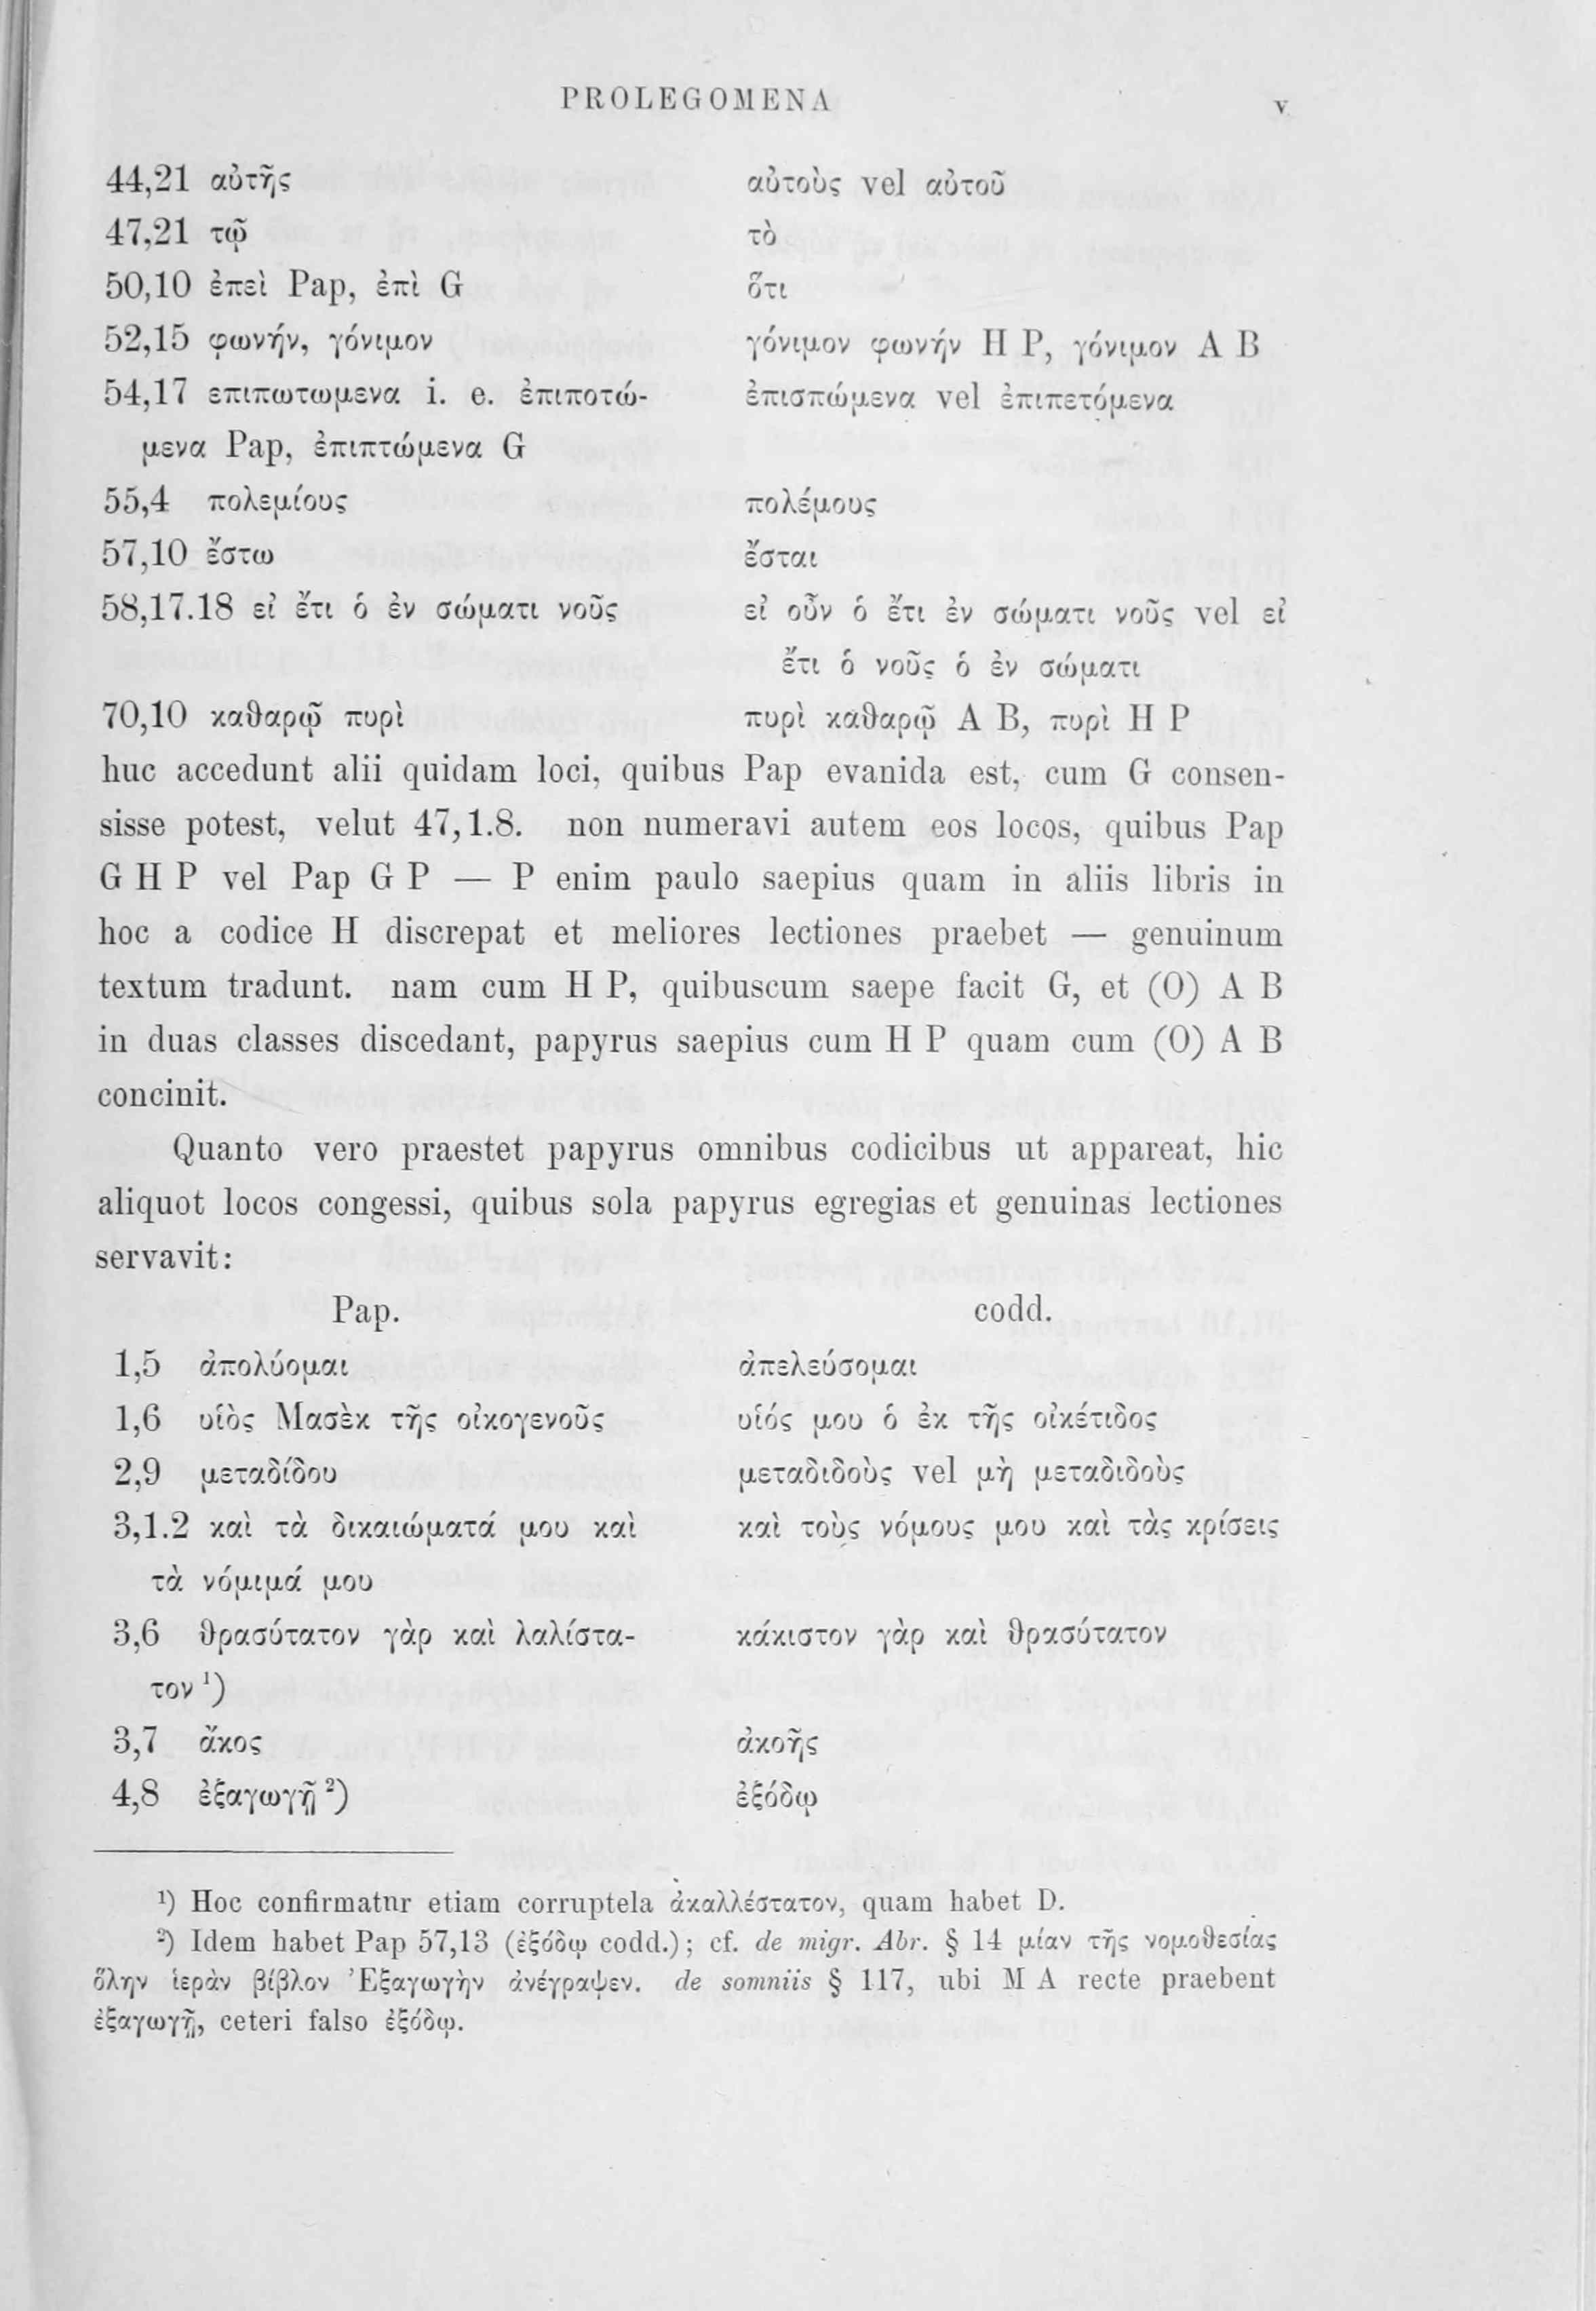 PROLEGOMENA v
44,21 αὐτῆς αὐτοὺς vel αὐτοῦ
47,21 τῷ τὸ
50,10 ἐπεὶ Pap, ἐπὶ G ὅτι
52,15 φωνήν, γόνιμον γόνιμον φωνήν H P, γόνιμον A B
54,17 επιπωτωμενα i. e. ἐπιποτώ- ἐπισπώμενα vel ἐπιπετόμενα
μενα Pap, ἐπιπτώμενα G
55,4 πολεμίους πολέμους
57,10 ἔστω ἔσται
58,17.18 εἰ ἔτι ὁ ἐν σώματι νοῦς εἰ οὖν ὁ ἔτι ἐν σώματι νοῦς vel εἰ
ἔτι ὁ νοῦς ὁ ἐν σώματι
70,10 καθαρῷ πυρὶ πυρὶ καθαρῷ A B, πυρὶ H P
huc accedunt alii quidam loci, quibus Pap evanida est, cum G consen-
sisse potest, velut 47,1.8. non numeravi autem eos locos, quibus Pap
G H P vel Pap G P — P enim paulo saepius quam in aliis libris in
hoc a codice H discrepat et meliores lectiones praebet — genuinum
textum tradunt. nam cum H P, quibuscum saepe facit G, et (O) A B
in duas classes discedant, papyrus saepius cum H P quam cum (O) A B
concinit.
Quanto vero praestet papyrus omnibus codicibus ut appareat, hic
aliquot locos congessi, quibus sola papyrus egregias et genuinas lectiones
servavit:
Pap. codd.
1,5 ἀπολύομαι ἀπελεύσομαι
1,6 υἱὸς Μασὲκ τῆς οἰκογενοῦς υἱός μου ὁ ἐκ τῆς οἰκέτιδος
2,9 μεταδίδου μεταδιδοὺς vel μὴ μεταδιδοὺς
3,1.2 καὶ τὰ δικαιώματά μου καὶ καὶ τοὺς νόμους μου καὶ τὰς κρίσεις
τὰ νόμιμά μου
3,6 θρασύτατον γὰρ καὶ λαλίστα- κάκιστον γὰρ καὶ θρασύτατον
τον ¹)
3,7 ἄκος ἀκοῆς
4,8 ἐξαγωγῇ ²) ἐξόδῳ
¹) Hoc confirmatur etiam corruptela ἀκαλλέστατον, quam habet D.
²) Idem habet Pap 57,13 (ἐξόδῳ codd.); cf. de migr. Abr. § 14 μίαν τῆς νομοθεσίας
ὅλην ἱερὰν βίβλον Ἐξαγωγὴν ἀνέγραψεν. de somniis § 117, ubi M A recte praebent
ἐξαγωγῇ, ceteri falso ἐξόδῳ.